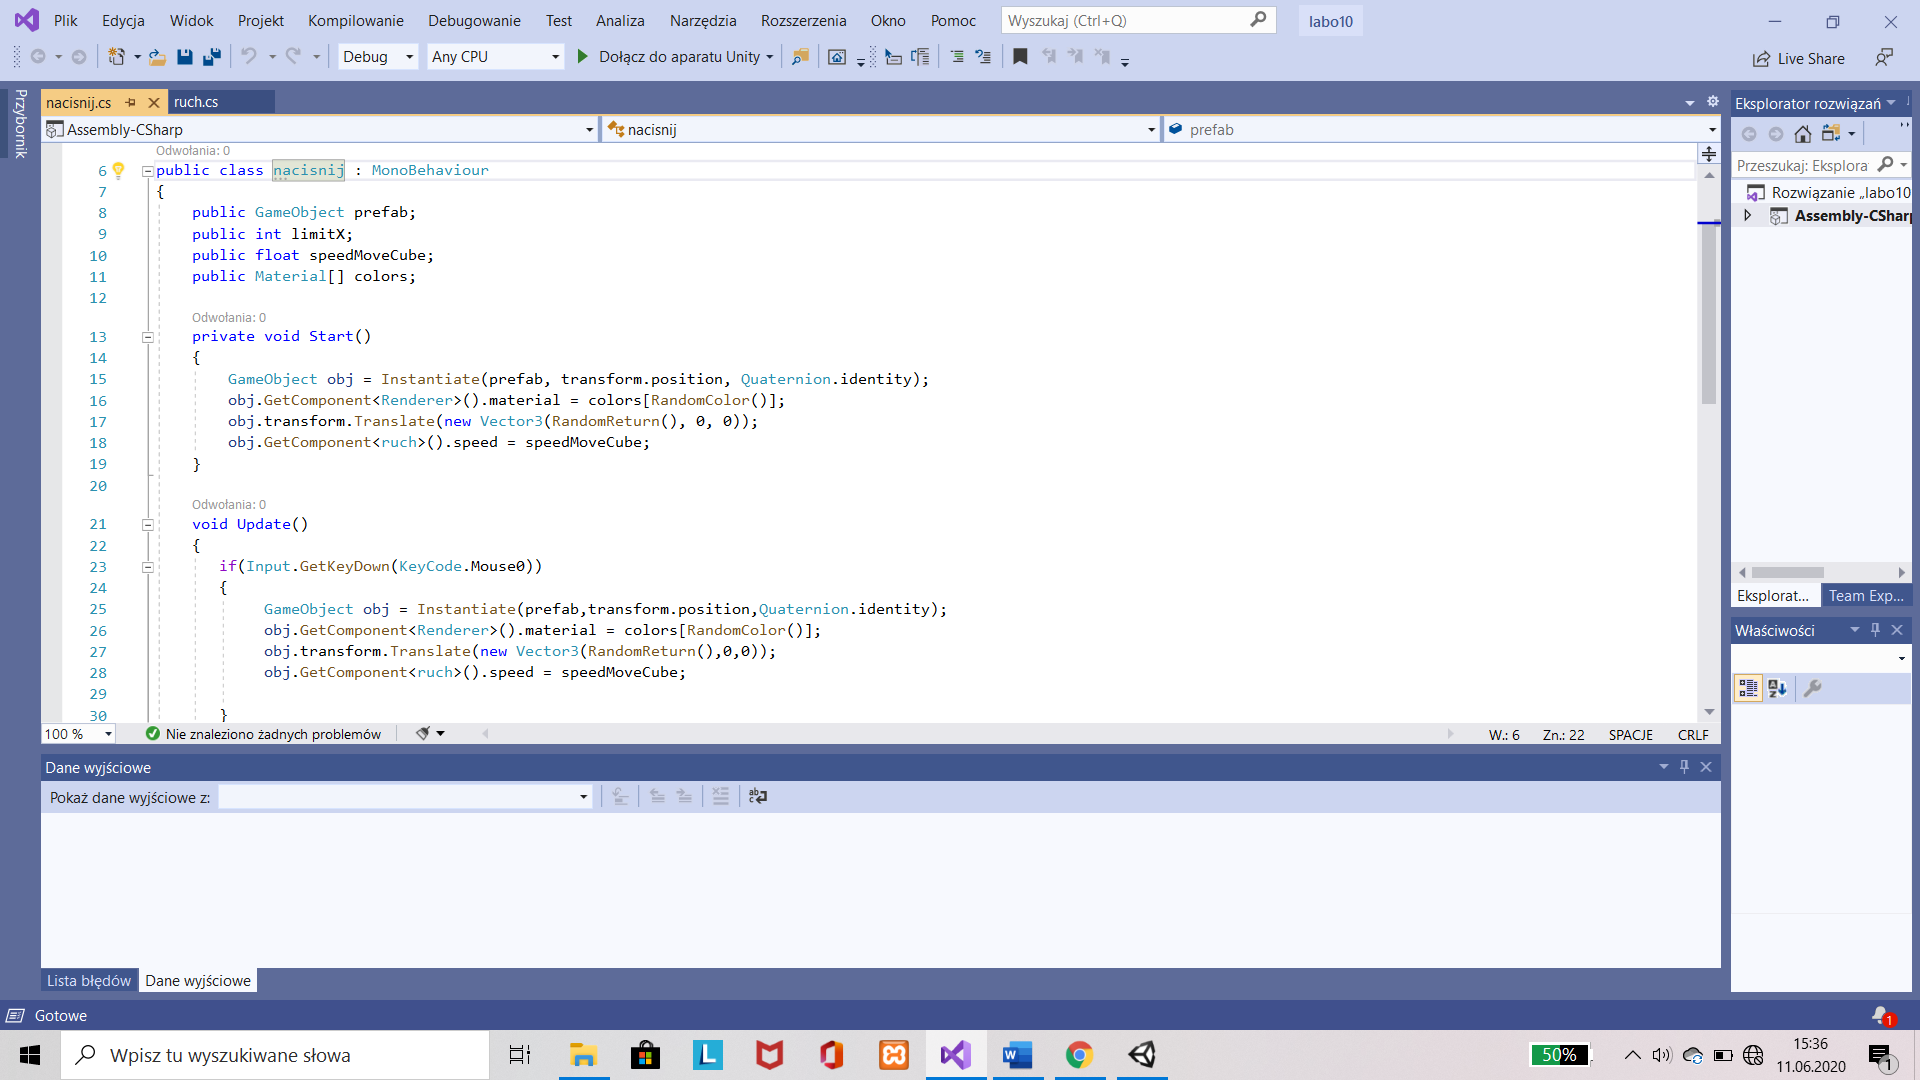 Plik Edycja Widok Projekt Kompilowanie Debugowanie Test Analiza Narzędzia Rozszerzenia Okno Pomoc Wyszukaj (Ctrl+Q) labo10
Debug Any CPU Dołącz do aparatu Unity Live Share
Przybornik
nacisnij.cs ruch.cs
Assembly-CSharp nacisnij prefab
Odwołania: 0
6 public class nacisnij : MonoBehaviour
7 {
8 public GameObject prefab;
9 public int limitX;
10 public float speedMoveCube;
11 public Material[] colors;
12
Odwołania: 0
13 private void Start()
14 {
15 GameObject obj = Instantiate(prefab, transform.position, Quaternion.identity);
16 obj.GetComponent<Renderer>().material = colors[RandomColor()];
17 obj.transform.Translate(new Vector3(RandomReturn(), 0, 0));
18 obj.GetComponent<ruch>().speed = speedMoveCube;
19 }
20
Odwołania: 0
21 void Update()
22 {
23 if(Input.GetKeyDown(KeyCode.Mouse0))
24 {
25 GameObject obj = Instantiate(prefab,transform.position,Quaternion.identity);
26 obj.GetComponent<Renderer>().material = colors[RandomColor()];
27 obj.transform.Translate(new Vector3(RandomReturn(),0,0));
28 obj.GetComponent<ruch>().speed = speedMoveCube;
29
30 }
100 % Nie znaleziono żadnych problemów W.: 6 Zn.: 22 SPACJE CRLF
Dane wyjściowe
Pokaż dane wyjściowe z:
Lista błędów Dane wyjściowe
Eksplorator rozwiązań
Przeszukaj: Eksplora
Rozwiązanie „labo10
Assembly-CSharp
Eksplorat... Team Exp...
Właściwości
Gotowe 1
Wpisz tu wyszukiwane słowa 50% 15:36
11.06.2020 1